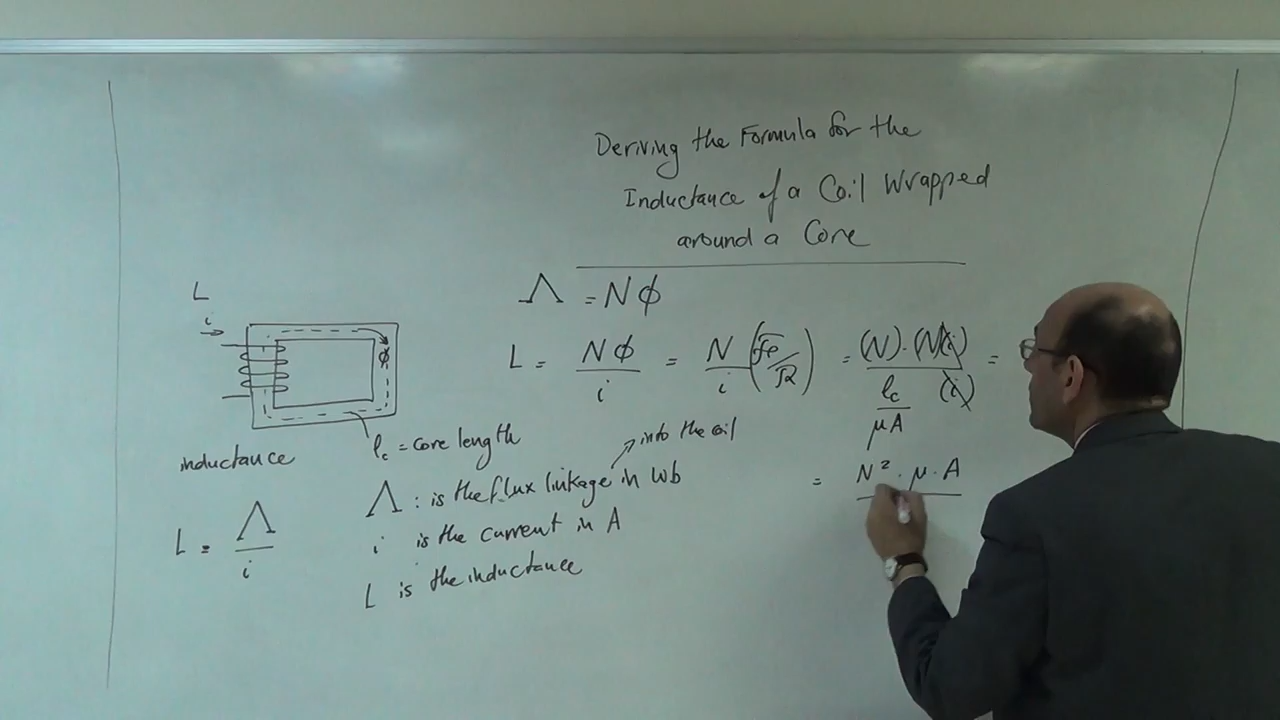 Deriving the Formula for the
Inductance of a Coil Wrapped
around a Core
Λ = Nϕ
L
i
ϕ
L = Nϕ / i = N / i (Fe / R) = (N) · (Ni) / (lc / μA) (i) =
lc = core length
into the coil
inductance
Λ : is the flux linkage in Wb
= N² · μ · A
L = Λ / i
i is the current in A
L is the inductance